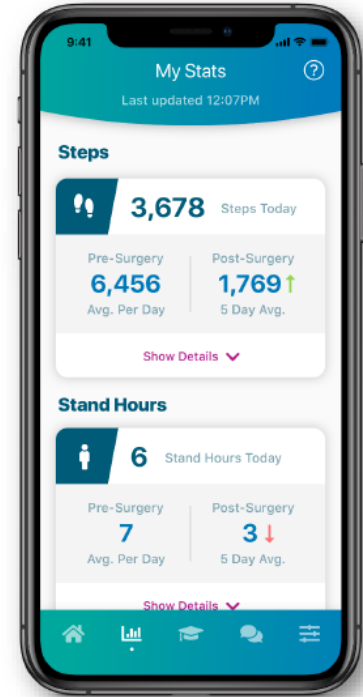 9:41
My Stats
?
Last updated 12:07PM
Steps
3,678 Steps Today
Pre-Surgery Post-Surgery
6,456 1,769↑
Avg. Per Day 5 Day Avg.
Show Details
Stand Hours
6 Stand Hours Today
Pre-Surgery Post-Surgery
7 3↓
Avg. Per Day 5 Day Avg.
Show Details